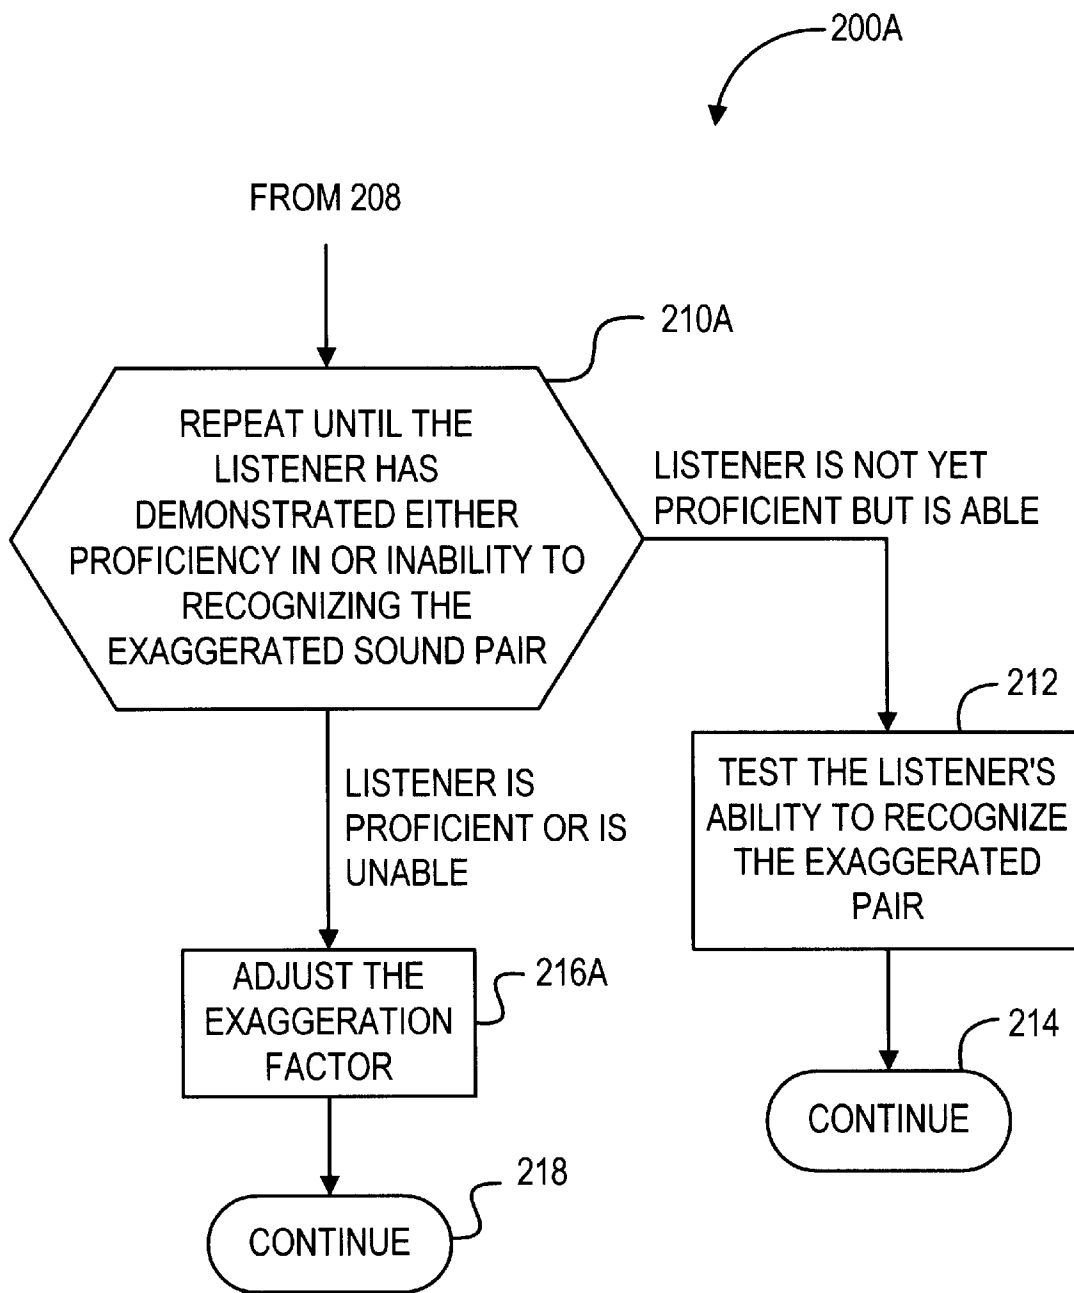 200A
FROM 208
210A
REPEAT UNTIL THE
LISTENER HAS
DEMONSTRATED EITHER
PROFICIENCY IN OR INABILITY TO
RECOGNIZING THE
EXAGGERATED SOUND PAIR
LISTENER IS NOT YET
PROFICIENT BUT IS ABLE
212
TEST THE LISTENER'S
ABILITY TO RECOGNIZE
THE EXAGGERATED
PAIR
LISTENER IS
PROFICIENT OR IS
UNABLE
216A
ADJUST THE
EXAGGERATION
FACTOR
214
CONTINUE
218
CONTINUE